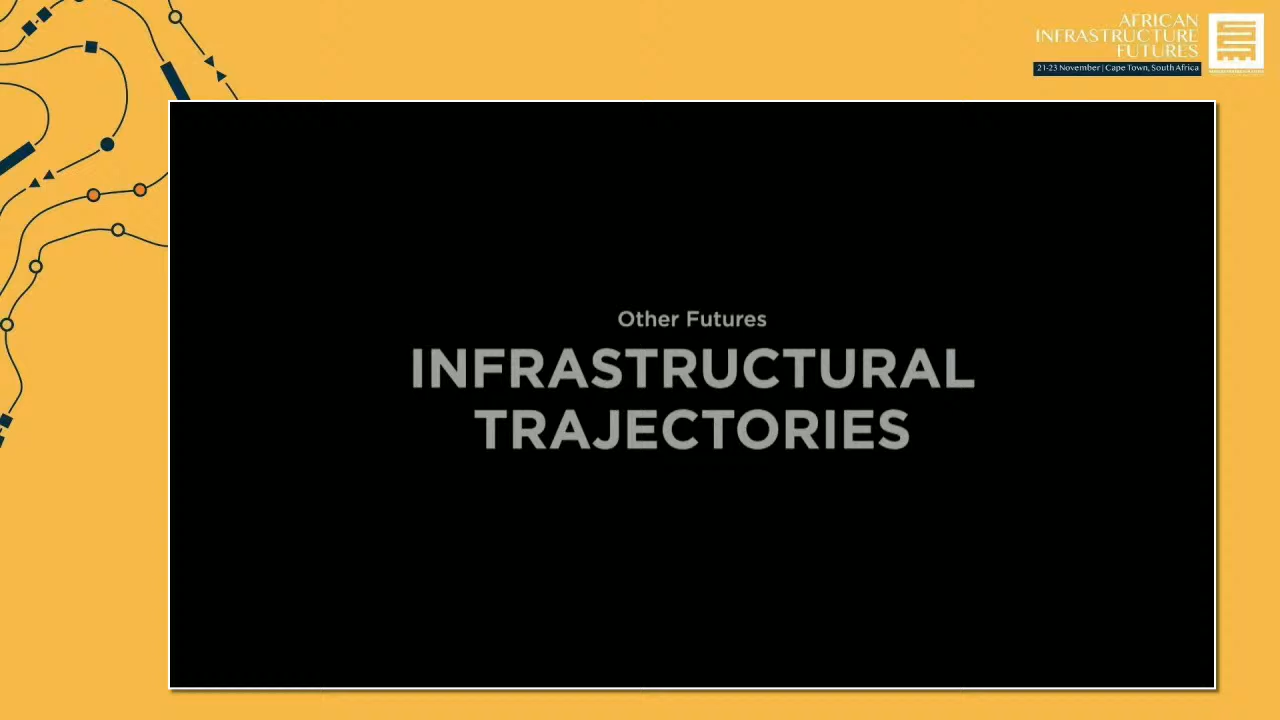 AFRICAN
INFRASTRUCTURE
FUTURES
21-23 November | Cape Town, South Africa
Other Futures
INFRASTRUCTURAL
TRAJECTORIES